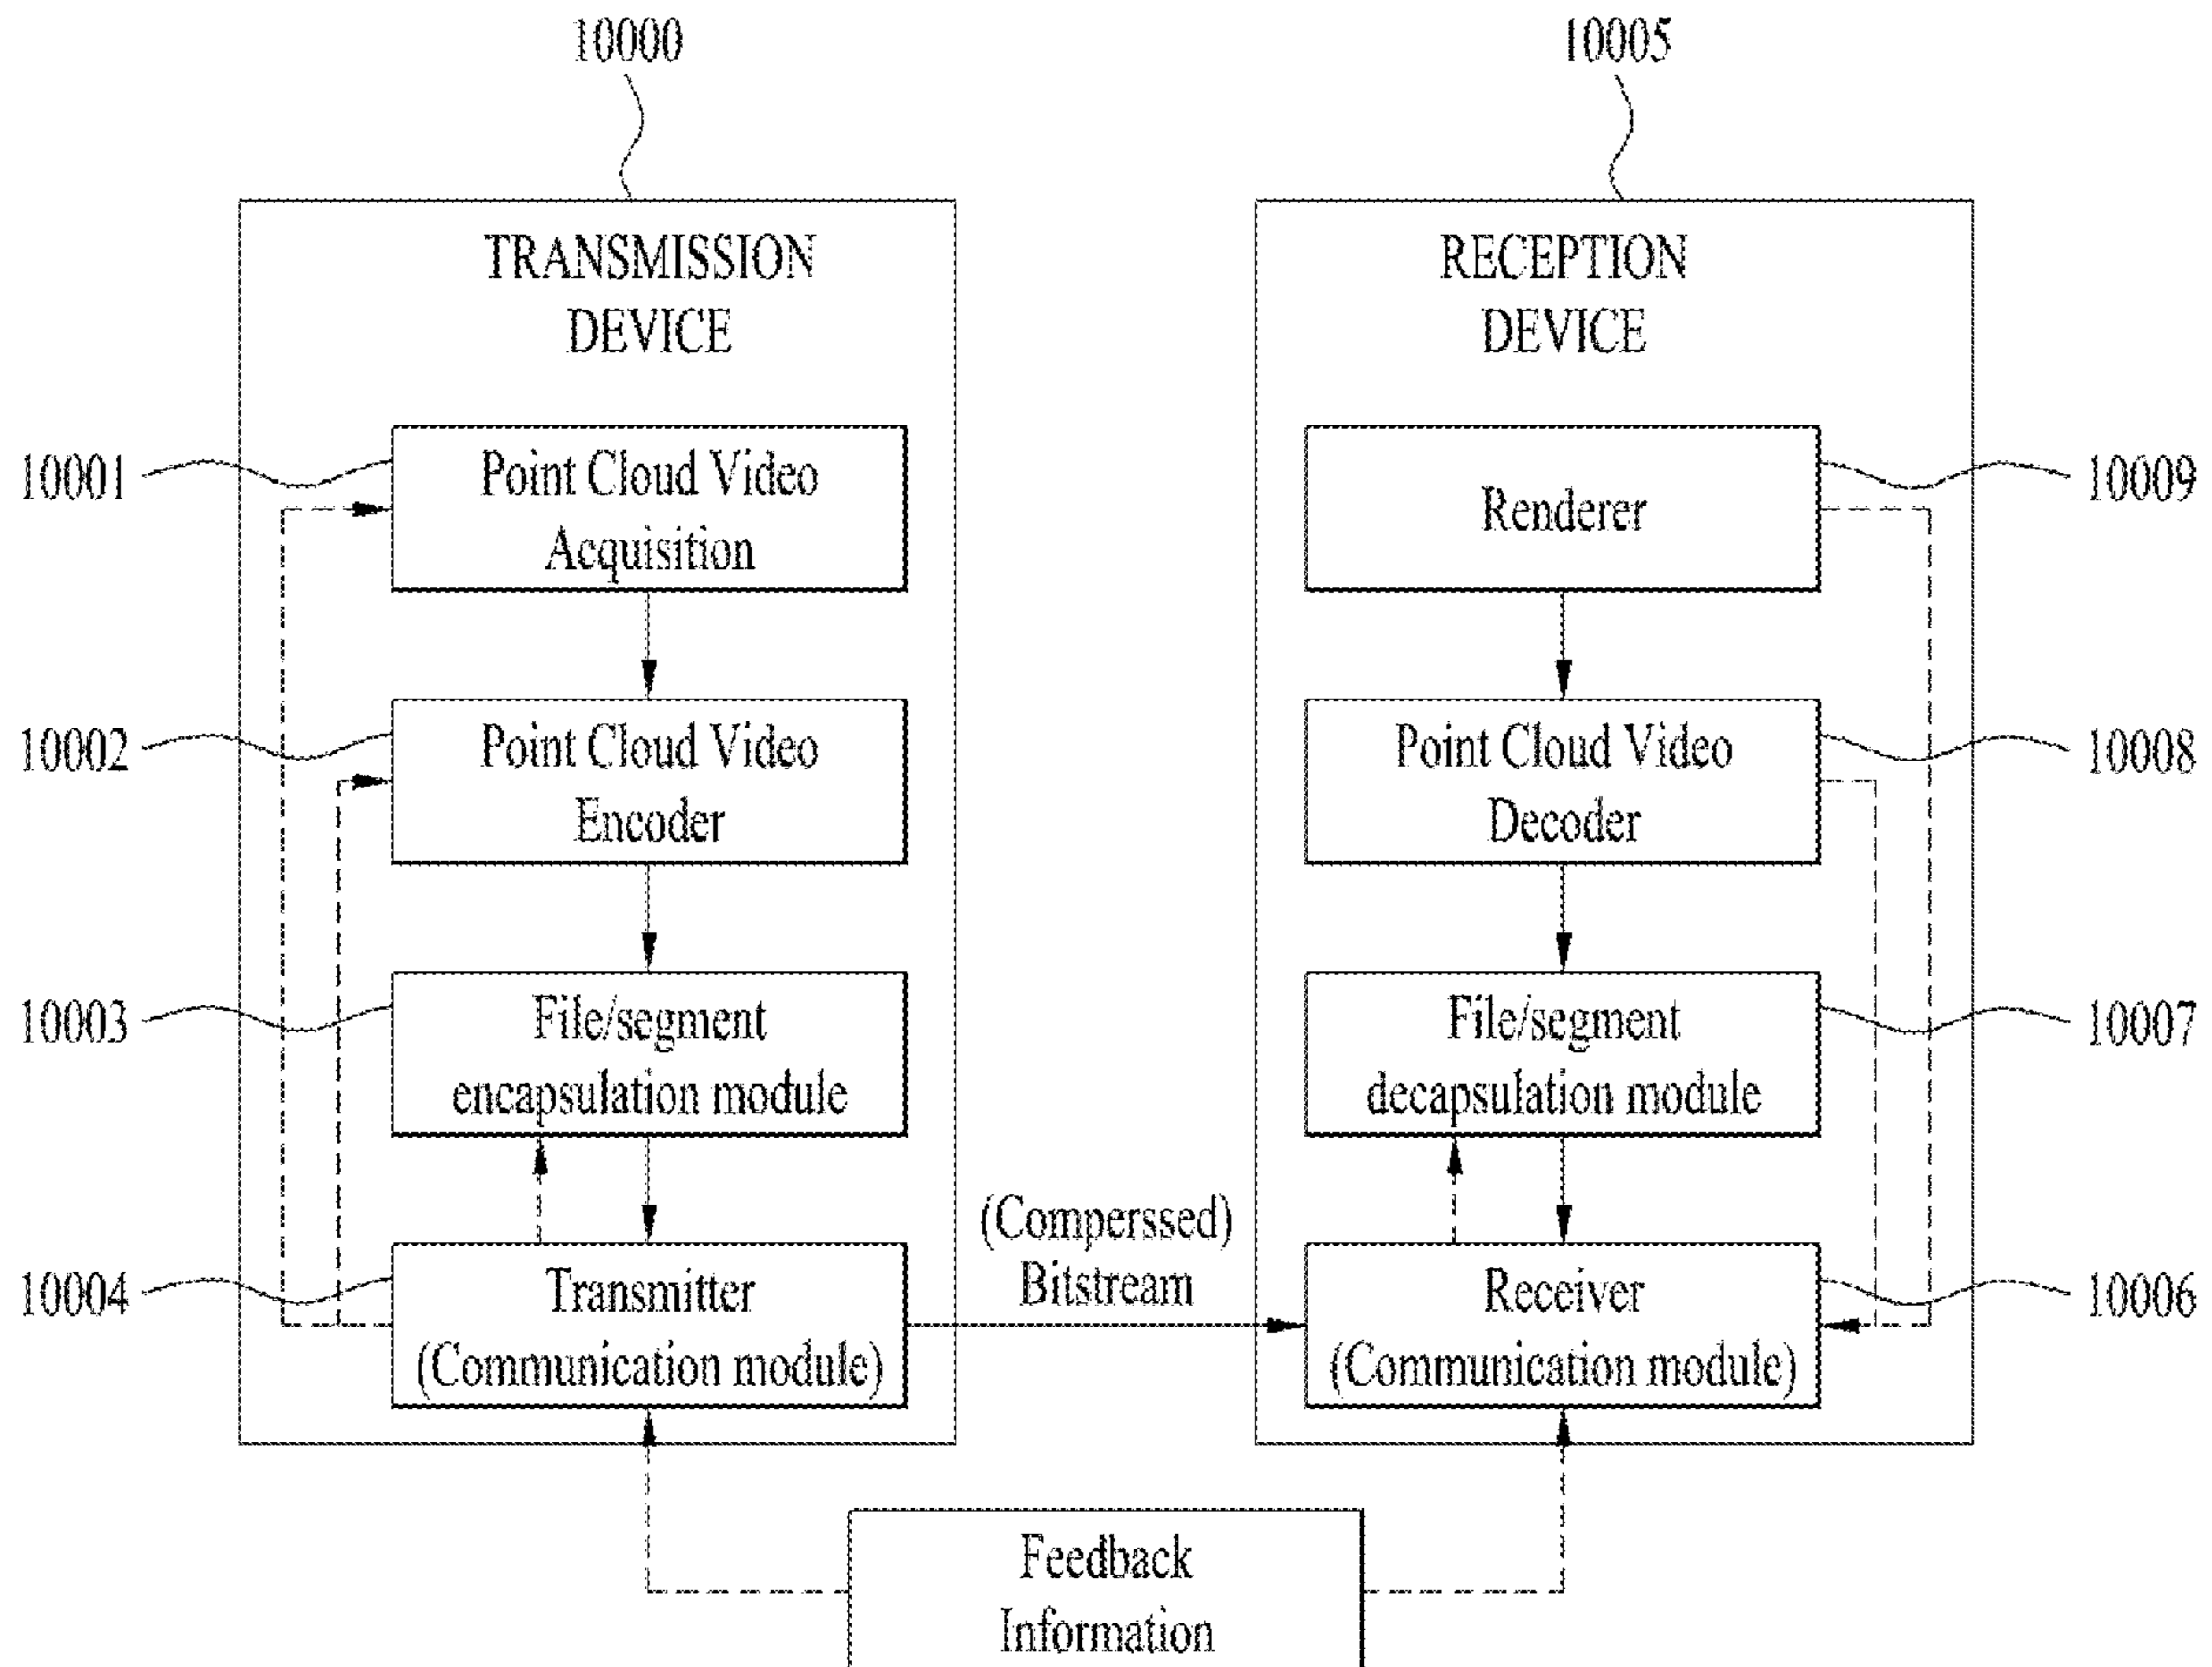 10000
10005
TRANSMISSION
DEVICE
RECEPTION
DEVICE
10001
Point Cloud Video
Acquisition
Renderer
10009
10002
Point Cloud Video
Encoder
Point Cloud Video
Decoder
10008
10003
File/segment
encapsulation module
File/segment
decapsulation module
10007
(Comperssed)
Bitstream
10004
Transmitter
(Communication module)
Receiver
(Communication module)
10006
Feedback
Information